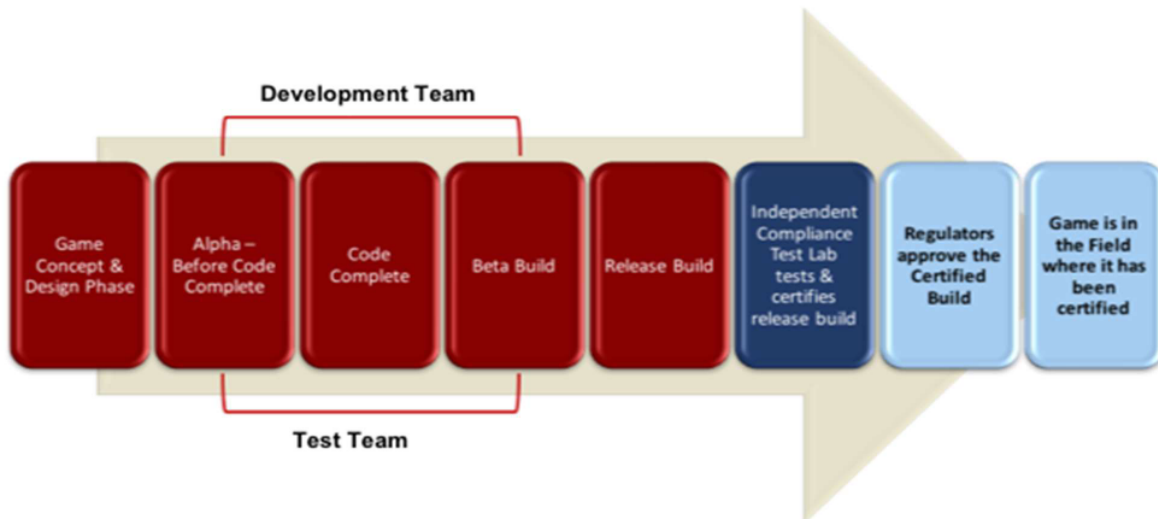 Development Team
Game
Concept &
Design Phase
Alpha –
Before Code
Complete
Code
Complete
Beta Build
Release Build
Independent
Compliance
Test Lab
tests &
certifies
release build
Regulators
approve the
Certified
Build
Game is in
the Field
where it has
been
certified
Test Team